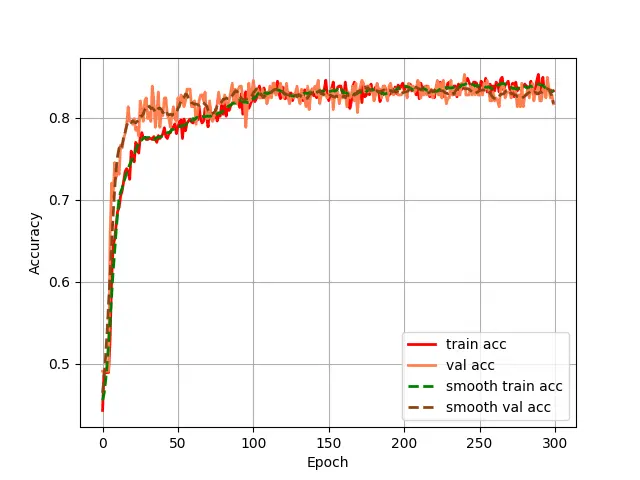 Accuracy
0.8
0.7
0.6
0.5
train acc
val acc
smooth train acc
smooth val acc
0 50 100 150 200 250 300
Epoch